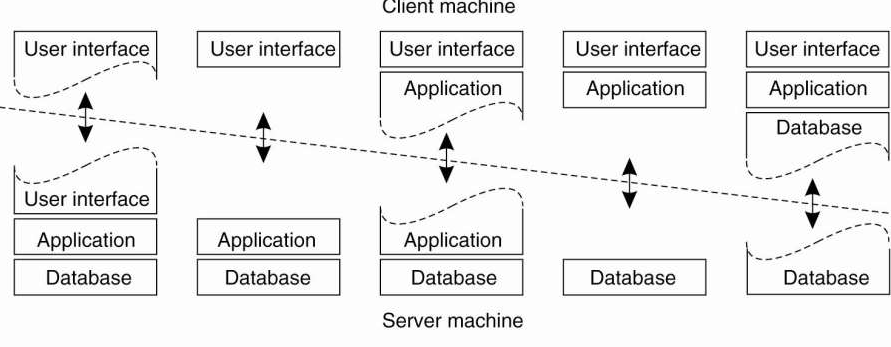 Client machine
User interface User interface User interface User interface User interface
Application Application Application
Database
User interface
Application Application Application
Database Database Database Database Database
Server machine